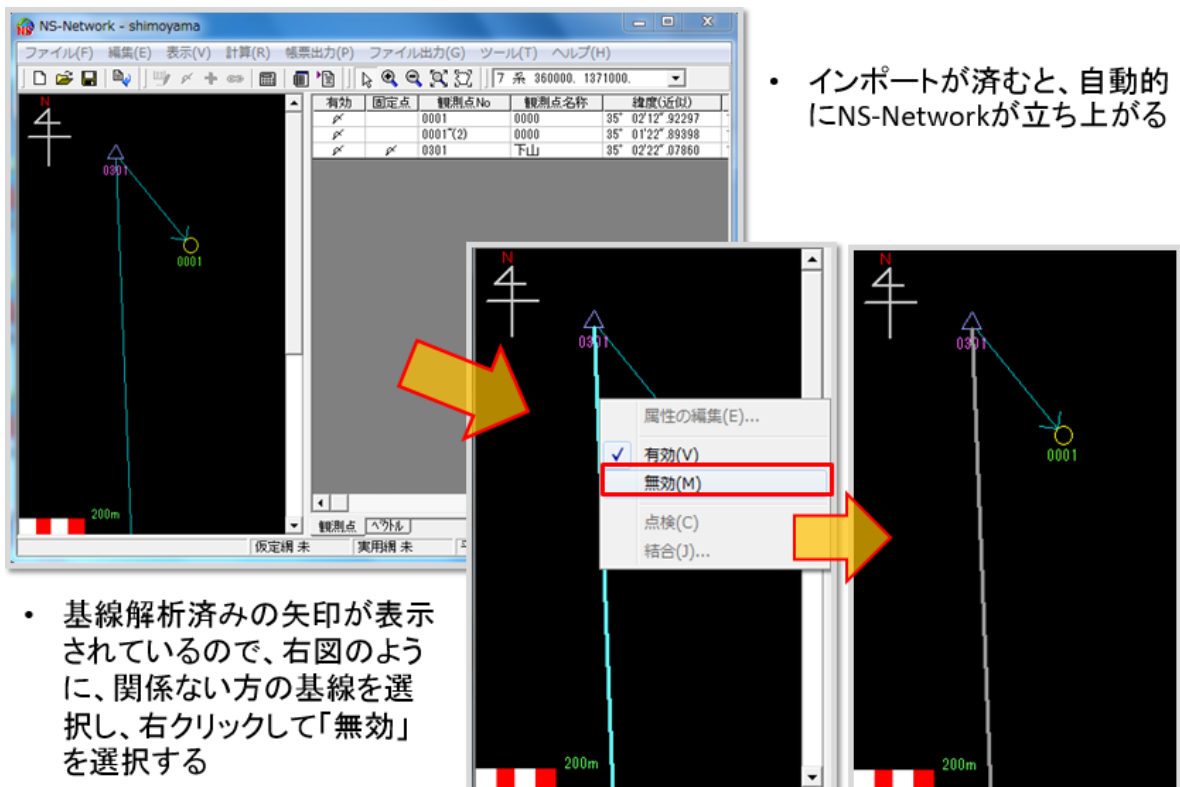 NS-Network - shimoyama
ファイル(F) 編集(E) 表示(V) 計算(R) 帳票出力(P) ファイル出力(G) ツール(T) ヘルプ(H)
7 系 360000. 1371000.
N
0301
0001
200m
有効 固定点 観測点No 観測点名称 緯度(近似)
0001 0000 35° 02'12".92297
0001~(2) 0000 35° 01'22".89398
0301 下山 35° 02'22".07860
観測点 ベクトル
仮定網 未 実用網 未
• インポートが済むと、自動的
にNS-Networkが立ち上がる
N
0301
属性の編集(E)...
有効(V)
無効(M)
点検(C)
結合(J)...
200m
N
0301
0001
200m
• 基線解析済みの矢印が表示
されているので、右図のよう
に、関係ない方の基線を選
択し、右クリックして「無効」
を選択する